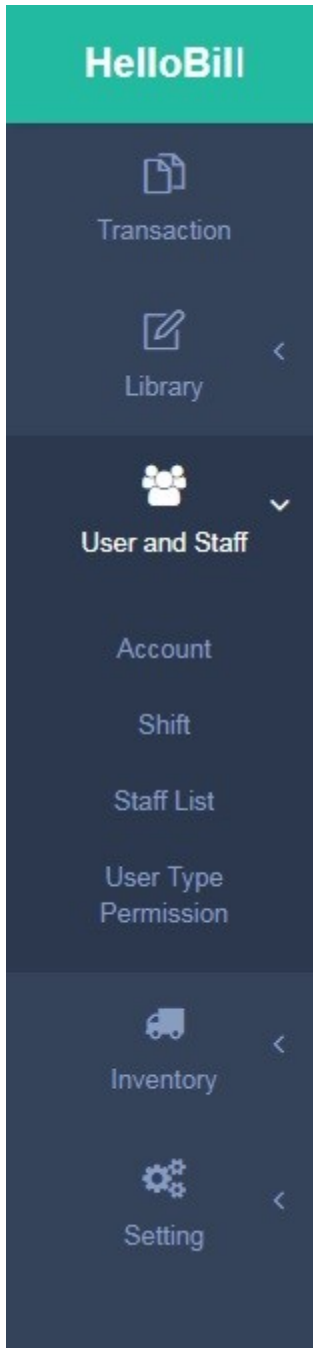 HelloBill
Transaction
Library
User and Staff
Account
Shift
Staff List
User Type
Permission
Inventory
Setting